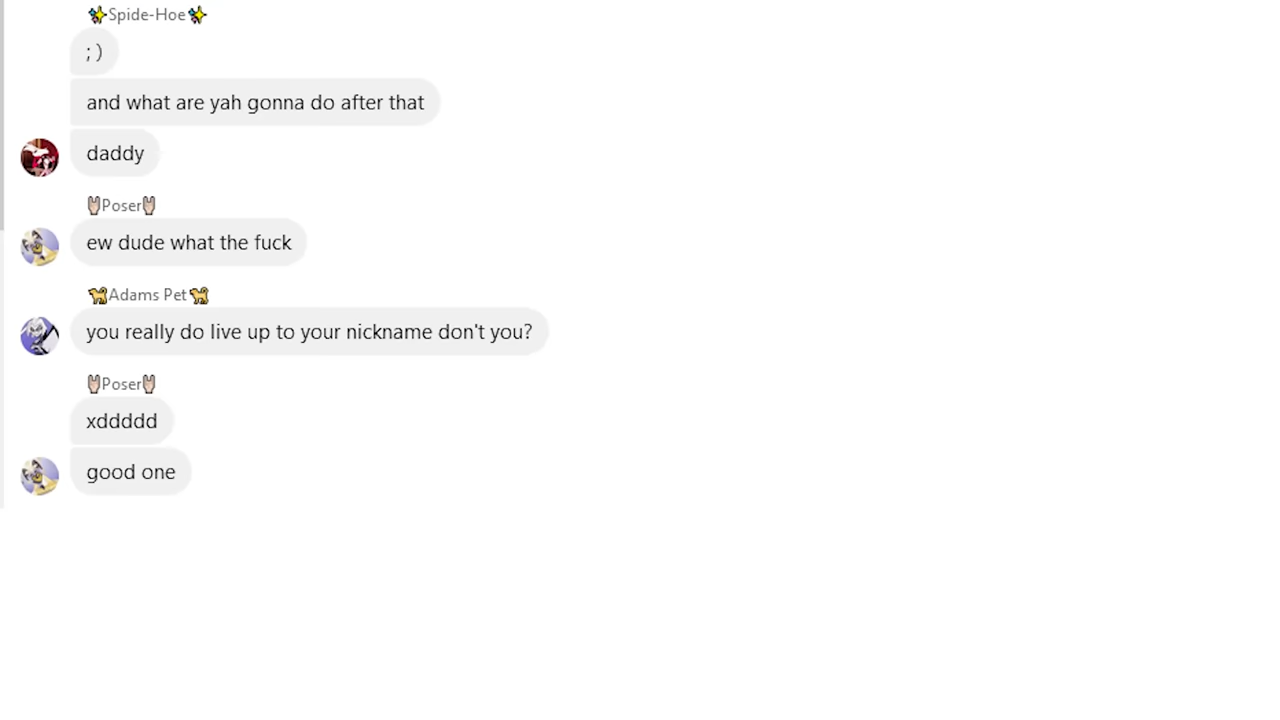 ✨Spide-Hoe✨
; )
and what are yah gonna do after that
daddy
🤘Poser🤘
ew dude what the fuck
🐕Adams Pet🐕
you really do live up to your nickname don't you?
🤘Poser🤘
xddddd
good one